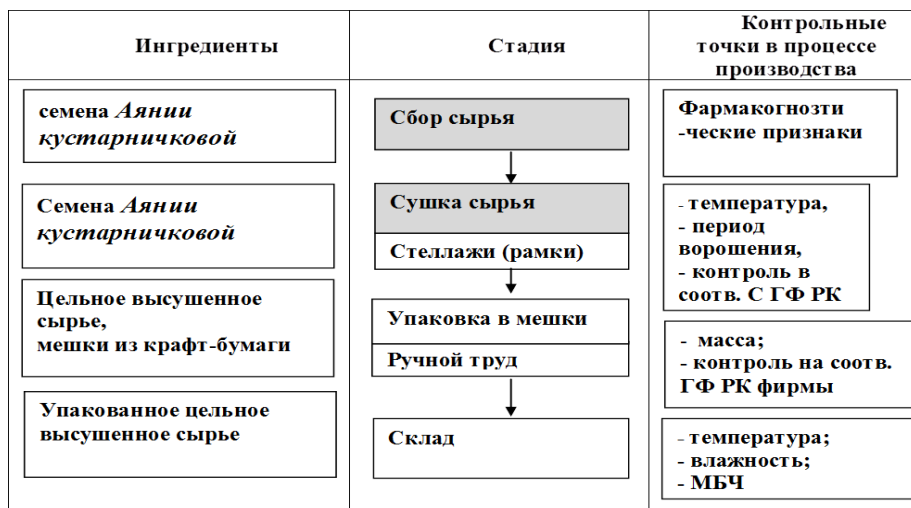 Ингредиенты
Стадия
Контрольные
точки в процессе
производства
семена Аянии
кустарничковой
Сбор сырья
Фармакогнозти
-ческие признаки
Семена Аянии
кустарничковой
Сушка сырья
Стеллажи (рамки)
- температура,
- период
ворошения,
- контроль в
соотв. С ГФ РК
Цельное высушенное
сырье,
мешки из крафт-бумаги
Упаковка в мешки
Ручной труд
- масса;
- контроль на соотв.
ГФ РК фирмы
Упакованное цельное
высушенное сырье
Склад
- температура;
- влажность;
- МБЧ